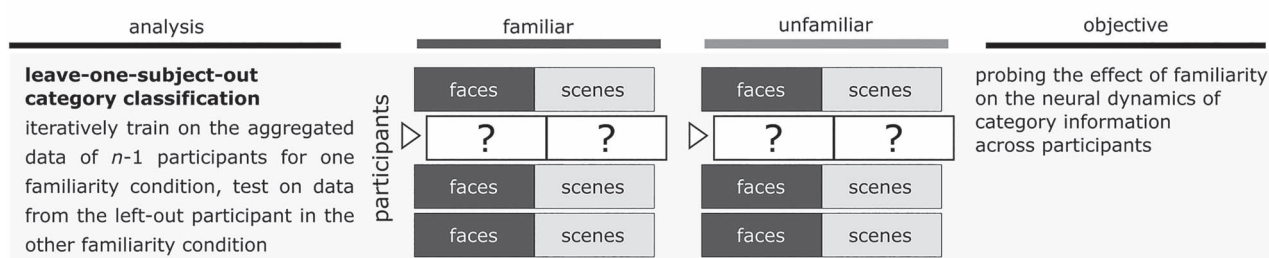 analysis
familiar
unfamiliar
objective
leave-one-subject-out
category classification
iteratively train on the aggregated
data of n-1 participants for one
familiarity condition, test on data
from the left-out participant in the
other familiarity condition
participants
faces scenes
? ?
faces scenes
faces scenes
faces scenes
? ?
faces scenes
faces scenes
probing the effect of familiarity
on the neural dynamics of
category information
across participants